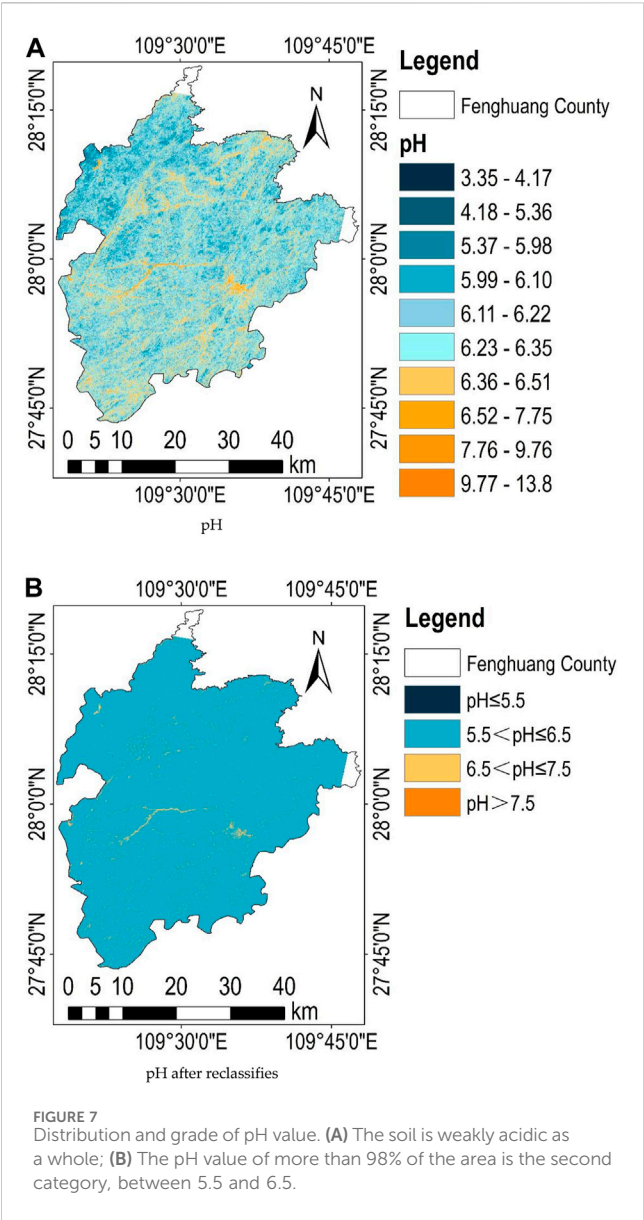 A
109°30'0"E 109°45'0"E
28°15'0"N
28°0'0"N
27°45'0"N
28°15'0"N
28°0'0"N
27°45'0"N
N
0 5 10 20 30 40
km
109°30'0"E 109°45'0"E
pH
Legend
Fenghuang County
pH
3.35 - 4.17
4.18 - 5.36
5.37 - 5.98
5.99 - 6.10
6.11 - 6.22
6.23 - 6.35
6.36 - 6.51
6.52 - 7.75
7.76 - 9.76
9.77 - 13.8
B
109°30'0"E 109°45'0"E
28°15'0"N
28°0'0"N
27°45'0"N
28°15'0"N
28°0'0"N
27°45'0"N
N
0 5 10 20 30 40
km
109°30'0"E 109°45'0"E
pH after reclassifies
Legend
Fenghuang County
pH≤5.5
5.5＜pH≤6.5
6.5＜pH≤7.5
pH＞7.5
FIGURE 7
Distribution and grade of pH value. (A) The soil is weakly acidic as
a whole; (B) The pH value of more than 98% of the area is the second
category, between 5.5 and 6.5.